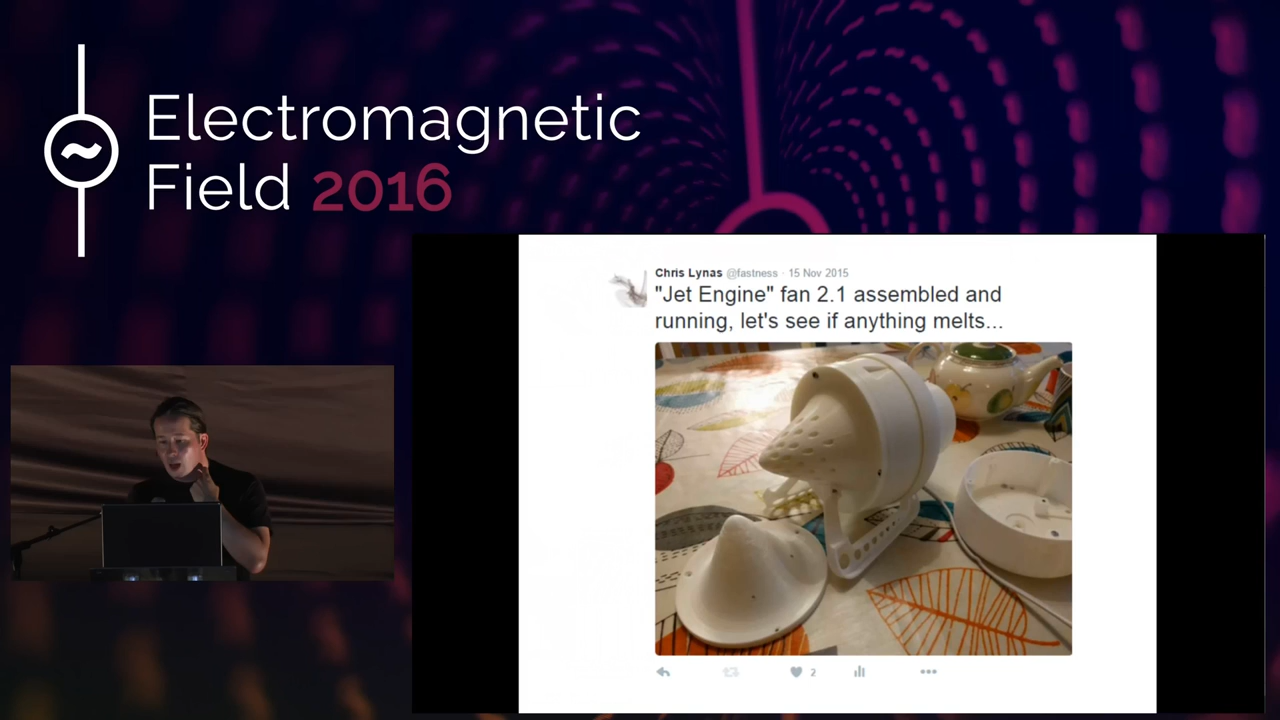 Electromagnetic
Field 2016
Chris Lynas @fastness · 15 Nov 2015
"Jet Engine" fan 2.1 assembled and
running, let's see if anything melts...
2